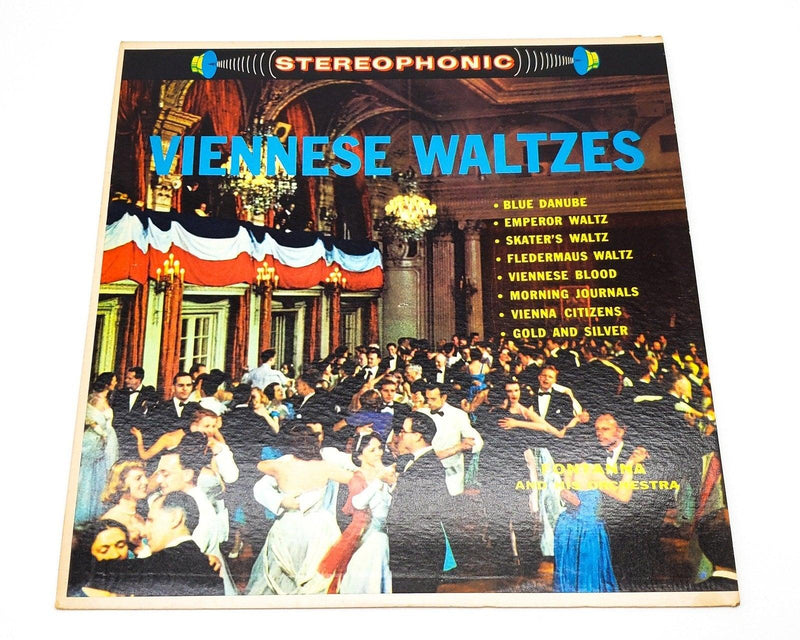 STEREOPHONIC
VIENNESE WALTZES
• BLUE DANUBE
• EMPEROR WALTZ
• SKATER'S WALTZ
• FLEDERMAUS WALTZ
• VIENNESE BLOOD
• MORNING JOURNALS
• VIENNA CITIZENS
• GOLD AND SILVER
FONTANNA
AND HIS ORCHESTRA